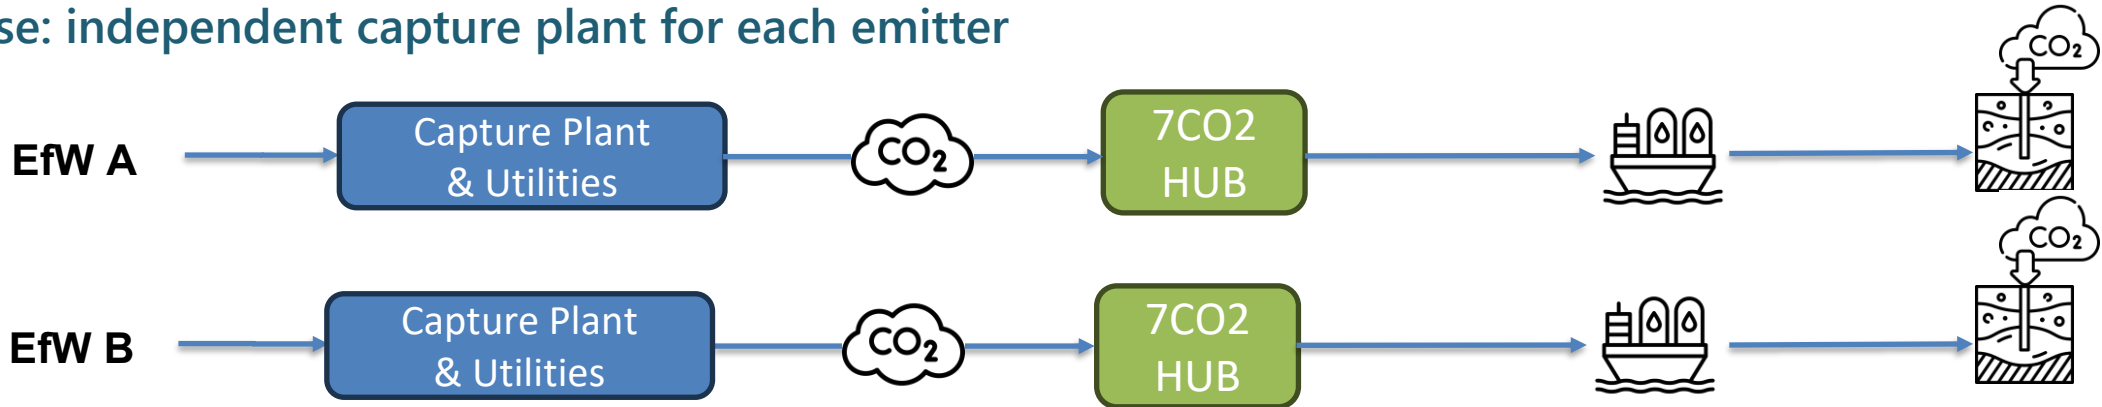 se: independent capture plant for each emitter
CO2
EfW A
Capture Plant
& Utilities
CO2
7CO2
HUB
CO2
EfW B
Capture Plant
& Utilities
CO2
7CO2
HUB